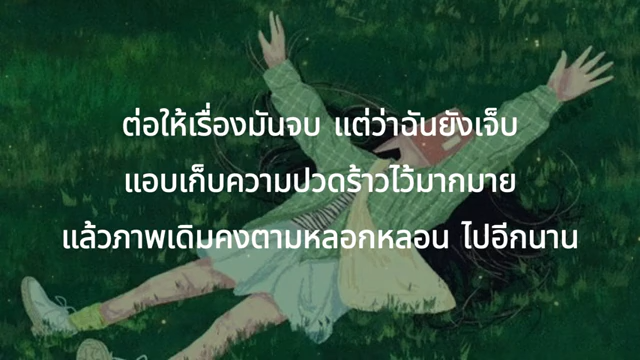 ต่อให้เรื่องมันจบ แต่ว่าฉันยังเจ็บ
แอบเก็บความปวดร้าวไว้มากมาย
แล้วภาพเดิมคงตามหลอกหลอน ไปอีกนาน